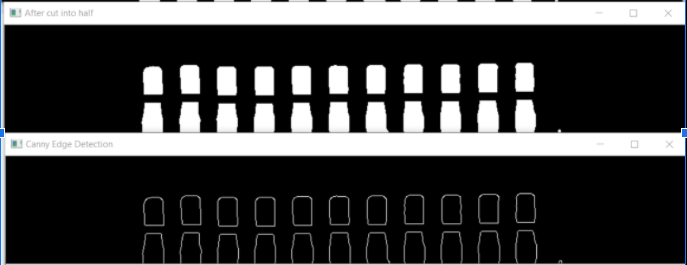 After cut into half
Canny Edge Detection